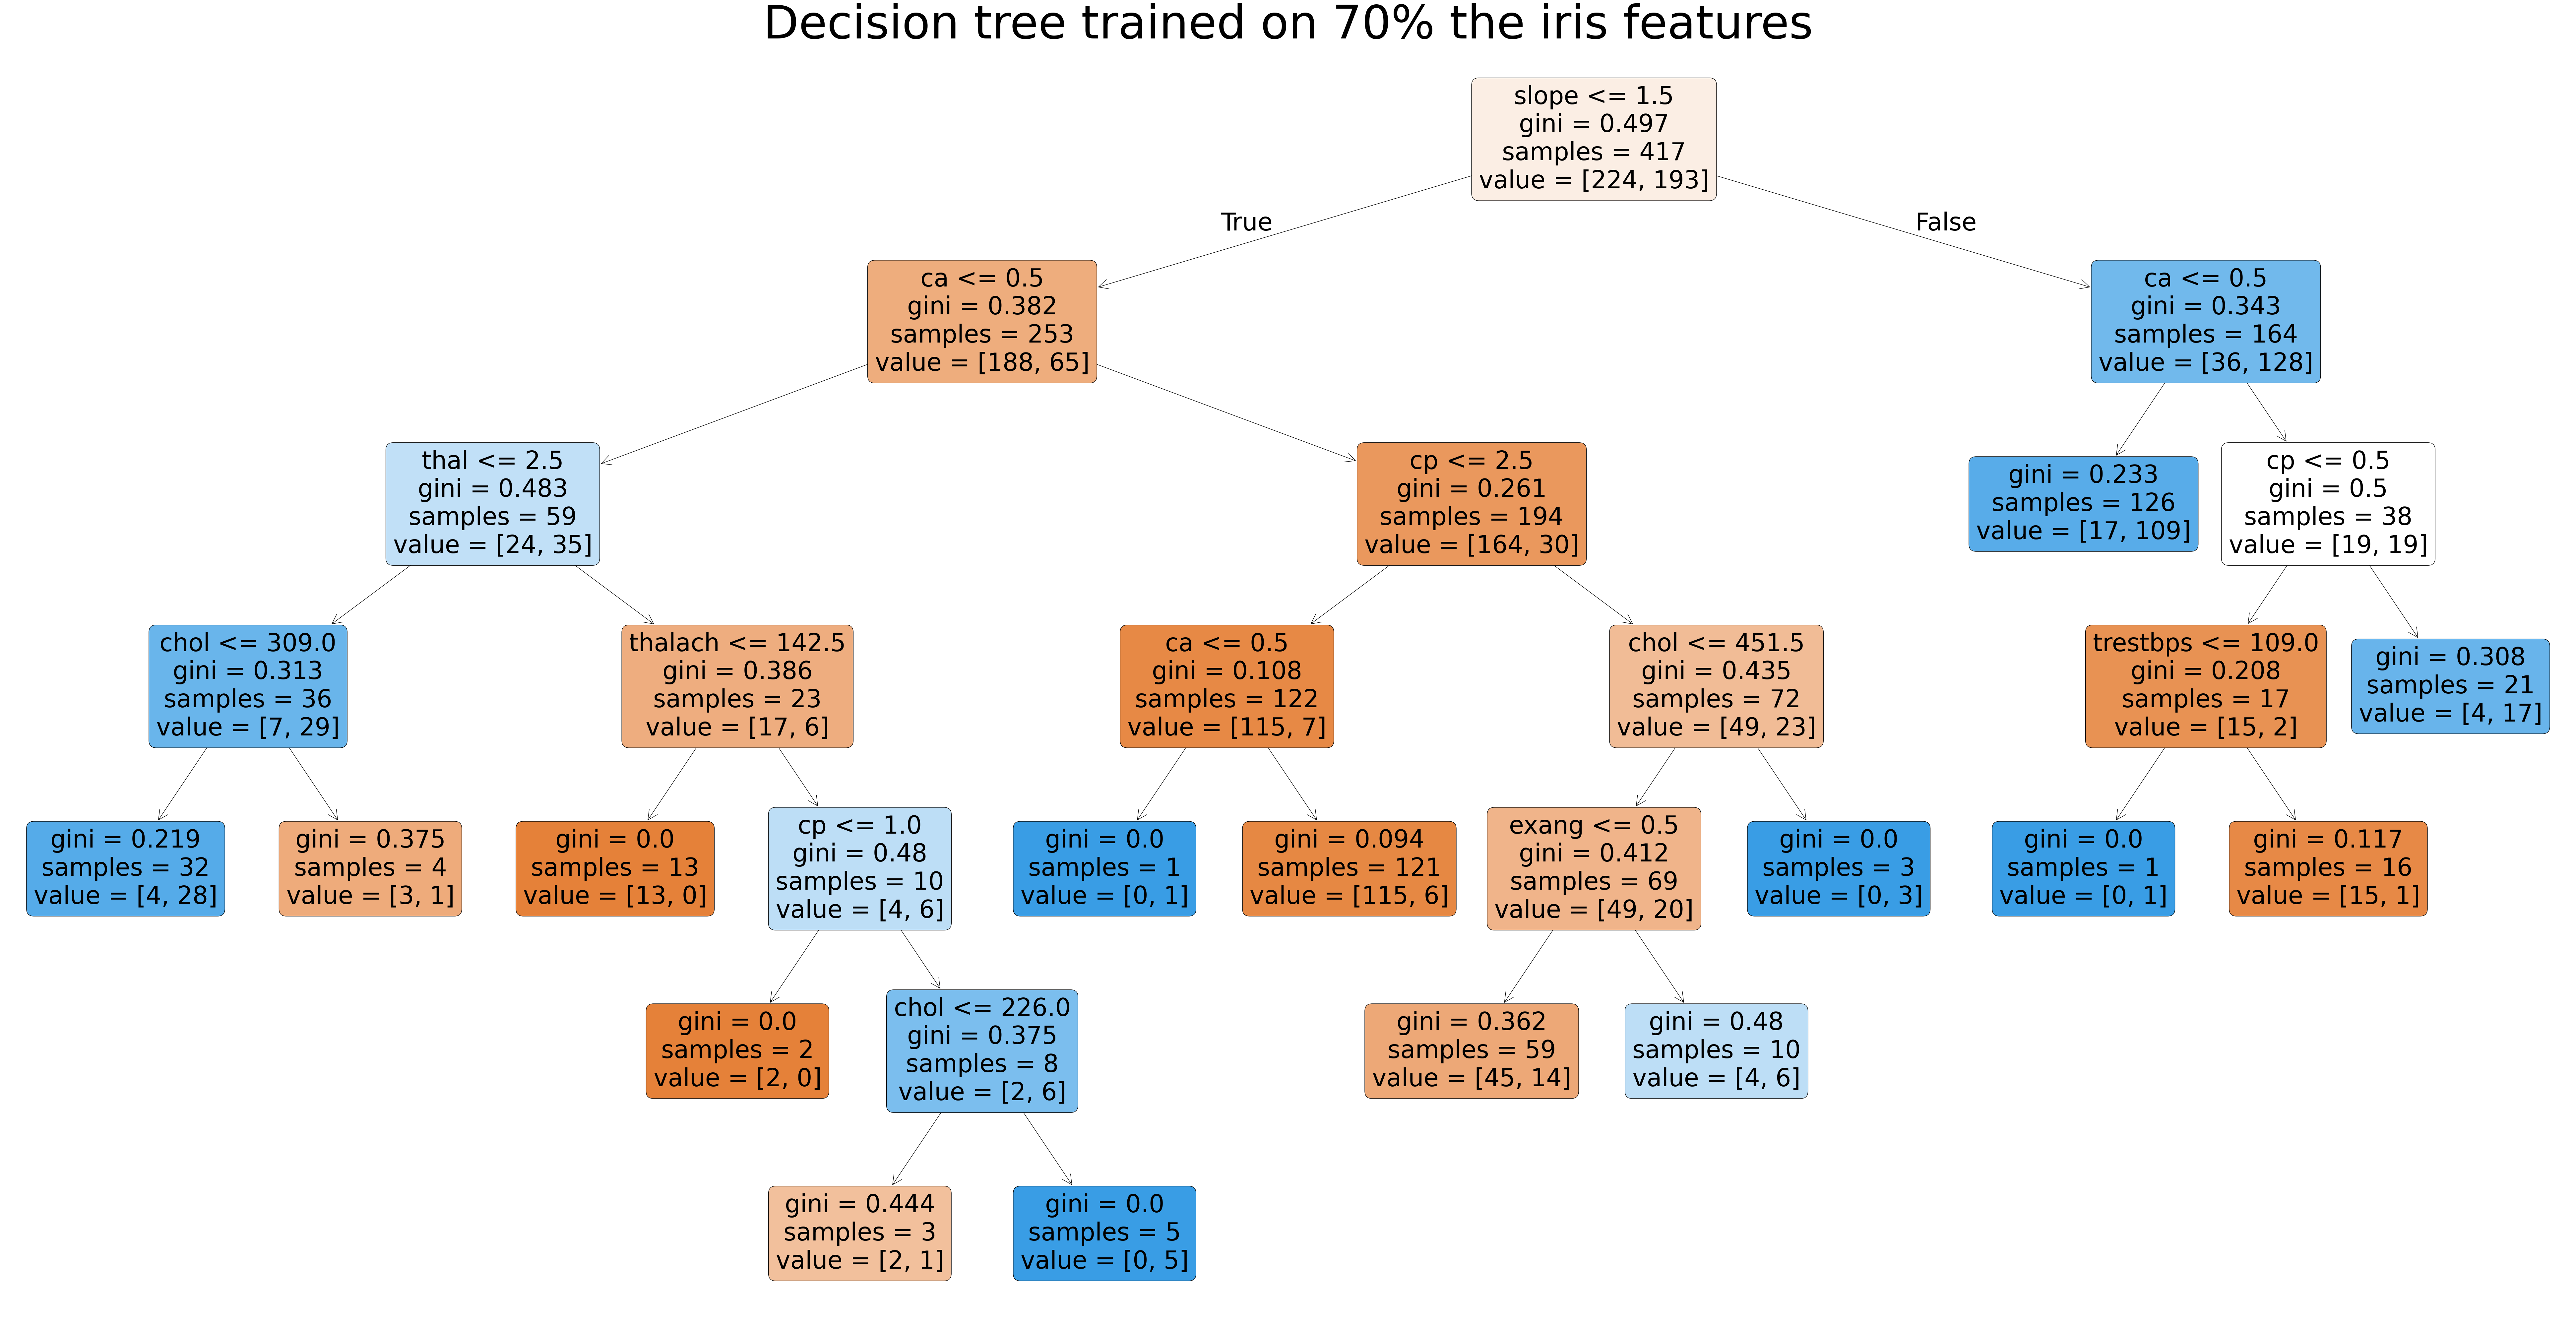 Decision tree trained on 70% the iris features
slope <= 1.5
gini = 0.497
samples = 417
value = [224, 193]
True
False
ca <= 0.5
gini = 0.382
samples = 253
value = [188, 65]
ca <= 0.5
gini = 0.343
samples = 164
value = [36, 128]
thal <= 2.5
gini = 0.483
samples = 59
value = [24, 35]
cp <= 2.5
gini = 0.261
samples = 194
value = [164, 30]
gini = 0.233
samples = 126
value = [17, 109]
cp <= 0.5
gini = 0.5
samples = 38
value = [19, 19]
chol <= 309.0
gini = 0.313
samples = 36
value = [7, 29]
thalach <= 142.5
gini = 0.386
samples = 23
value = [17, 6]
ca <= 0.5
gini = 0.108
samples = 122
value = [115, 7]
chol <= 451.5
gini = 0.435
samples = 72
value = [49, 23]
trestbps <= 109.0
gini = 0.208
samples = 17
value = [15, 2]
gini = 0.308
samples = 21
value = [4, 17]
gini = 0.219
samples = 32
value = [4, 28]
gini = 0.375
samples = 4
value = [3, 1]
gini = 0.0
samples = 13
value = [13, 0]
cp <= 1.0
gini = 0.48
samples = 10
value = [4, 6]
gini = 0.0
samples = 1
value = [0, 1]
gini = 0.094
samples = 121
value = [115, 6]
exang <= 0.5
gini = 0.412
samples = 69
value = [49, 20]
gini = 0.0
samples = 3
value = [0, 3]
gini = 0.0
samples = 1
value = [0, 1]
gini = 0.117
samples = 16
value = [15, 1]
gini = 0.0
samples = 2
value = [2, 0]
chol <= 226.0
gini = 0.375
samples = 8
value = [2, 6]
gini = 0.362
samples = 59
value = [45, 14]
gini = 0.48
samples = 10
value = [4, 6]
gini = 0.444
samples = 3
value = [2, 1]
gini = 0.0
samples = 5
value = [0, 5]